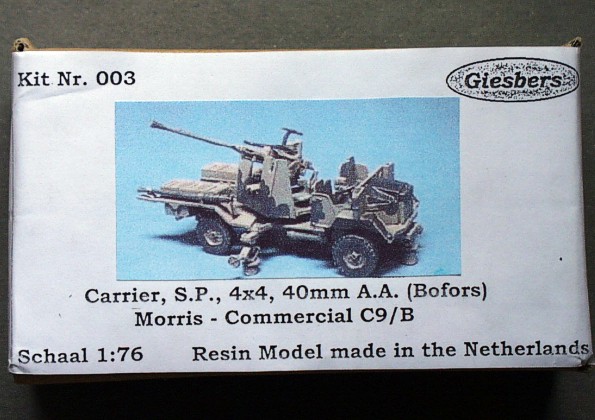 Kit Nr. 003
Giesbers
Carrier, S.P., 4x4, 40mm A.A. (Bofors)
Morris - Commercial C9/B
Schaal 1:76 Resin Model made in the Netherlands